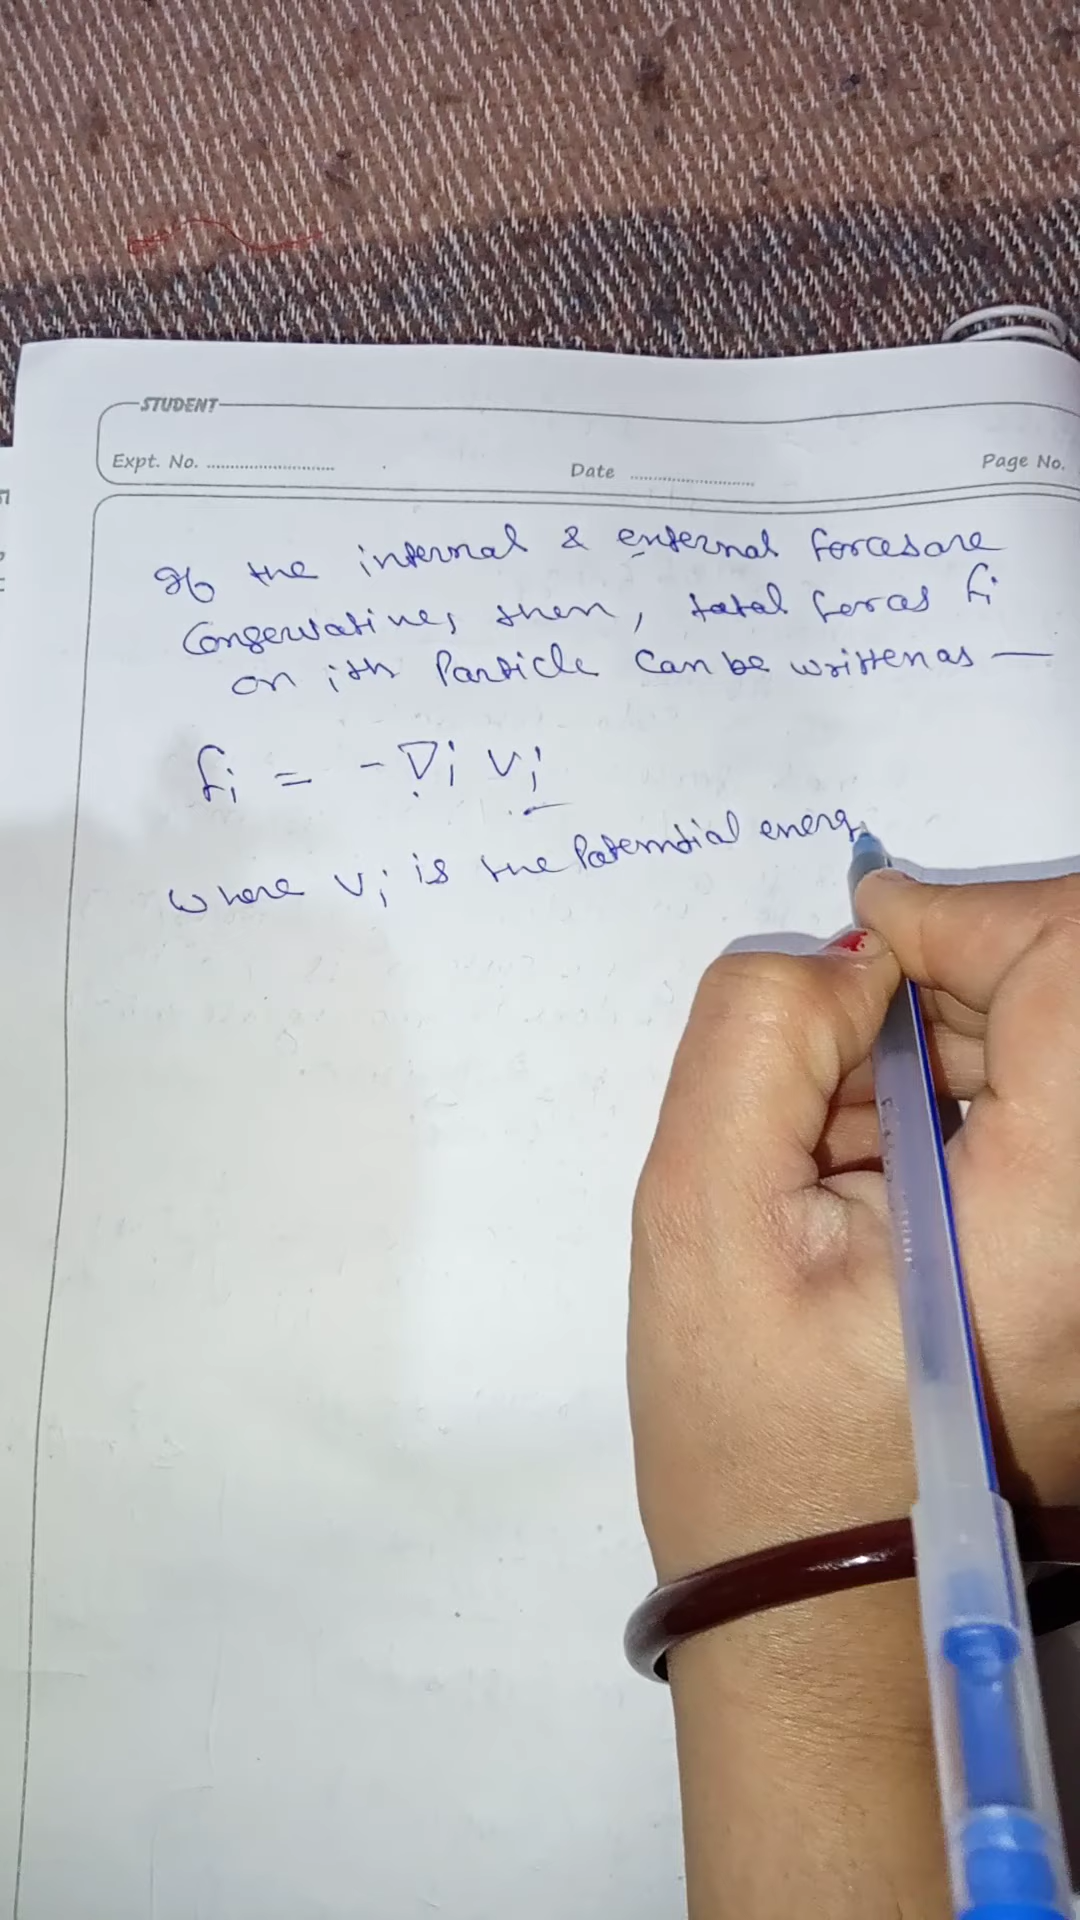 STUDENT
Expt. No. Date Page No.
If the internal & external forces are
Conservative, then, total forces fi
on ith Particle can be written as —
fi = -∇i Vi
where Vi is the Potential energ